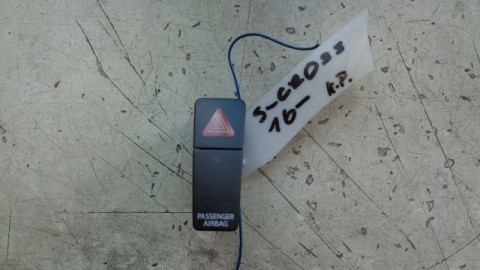 S-CROSS
16-
K.P.
PASSENGER
AIRBAG